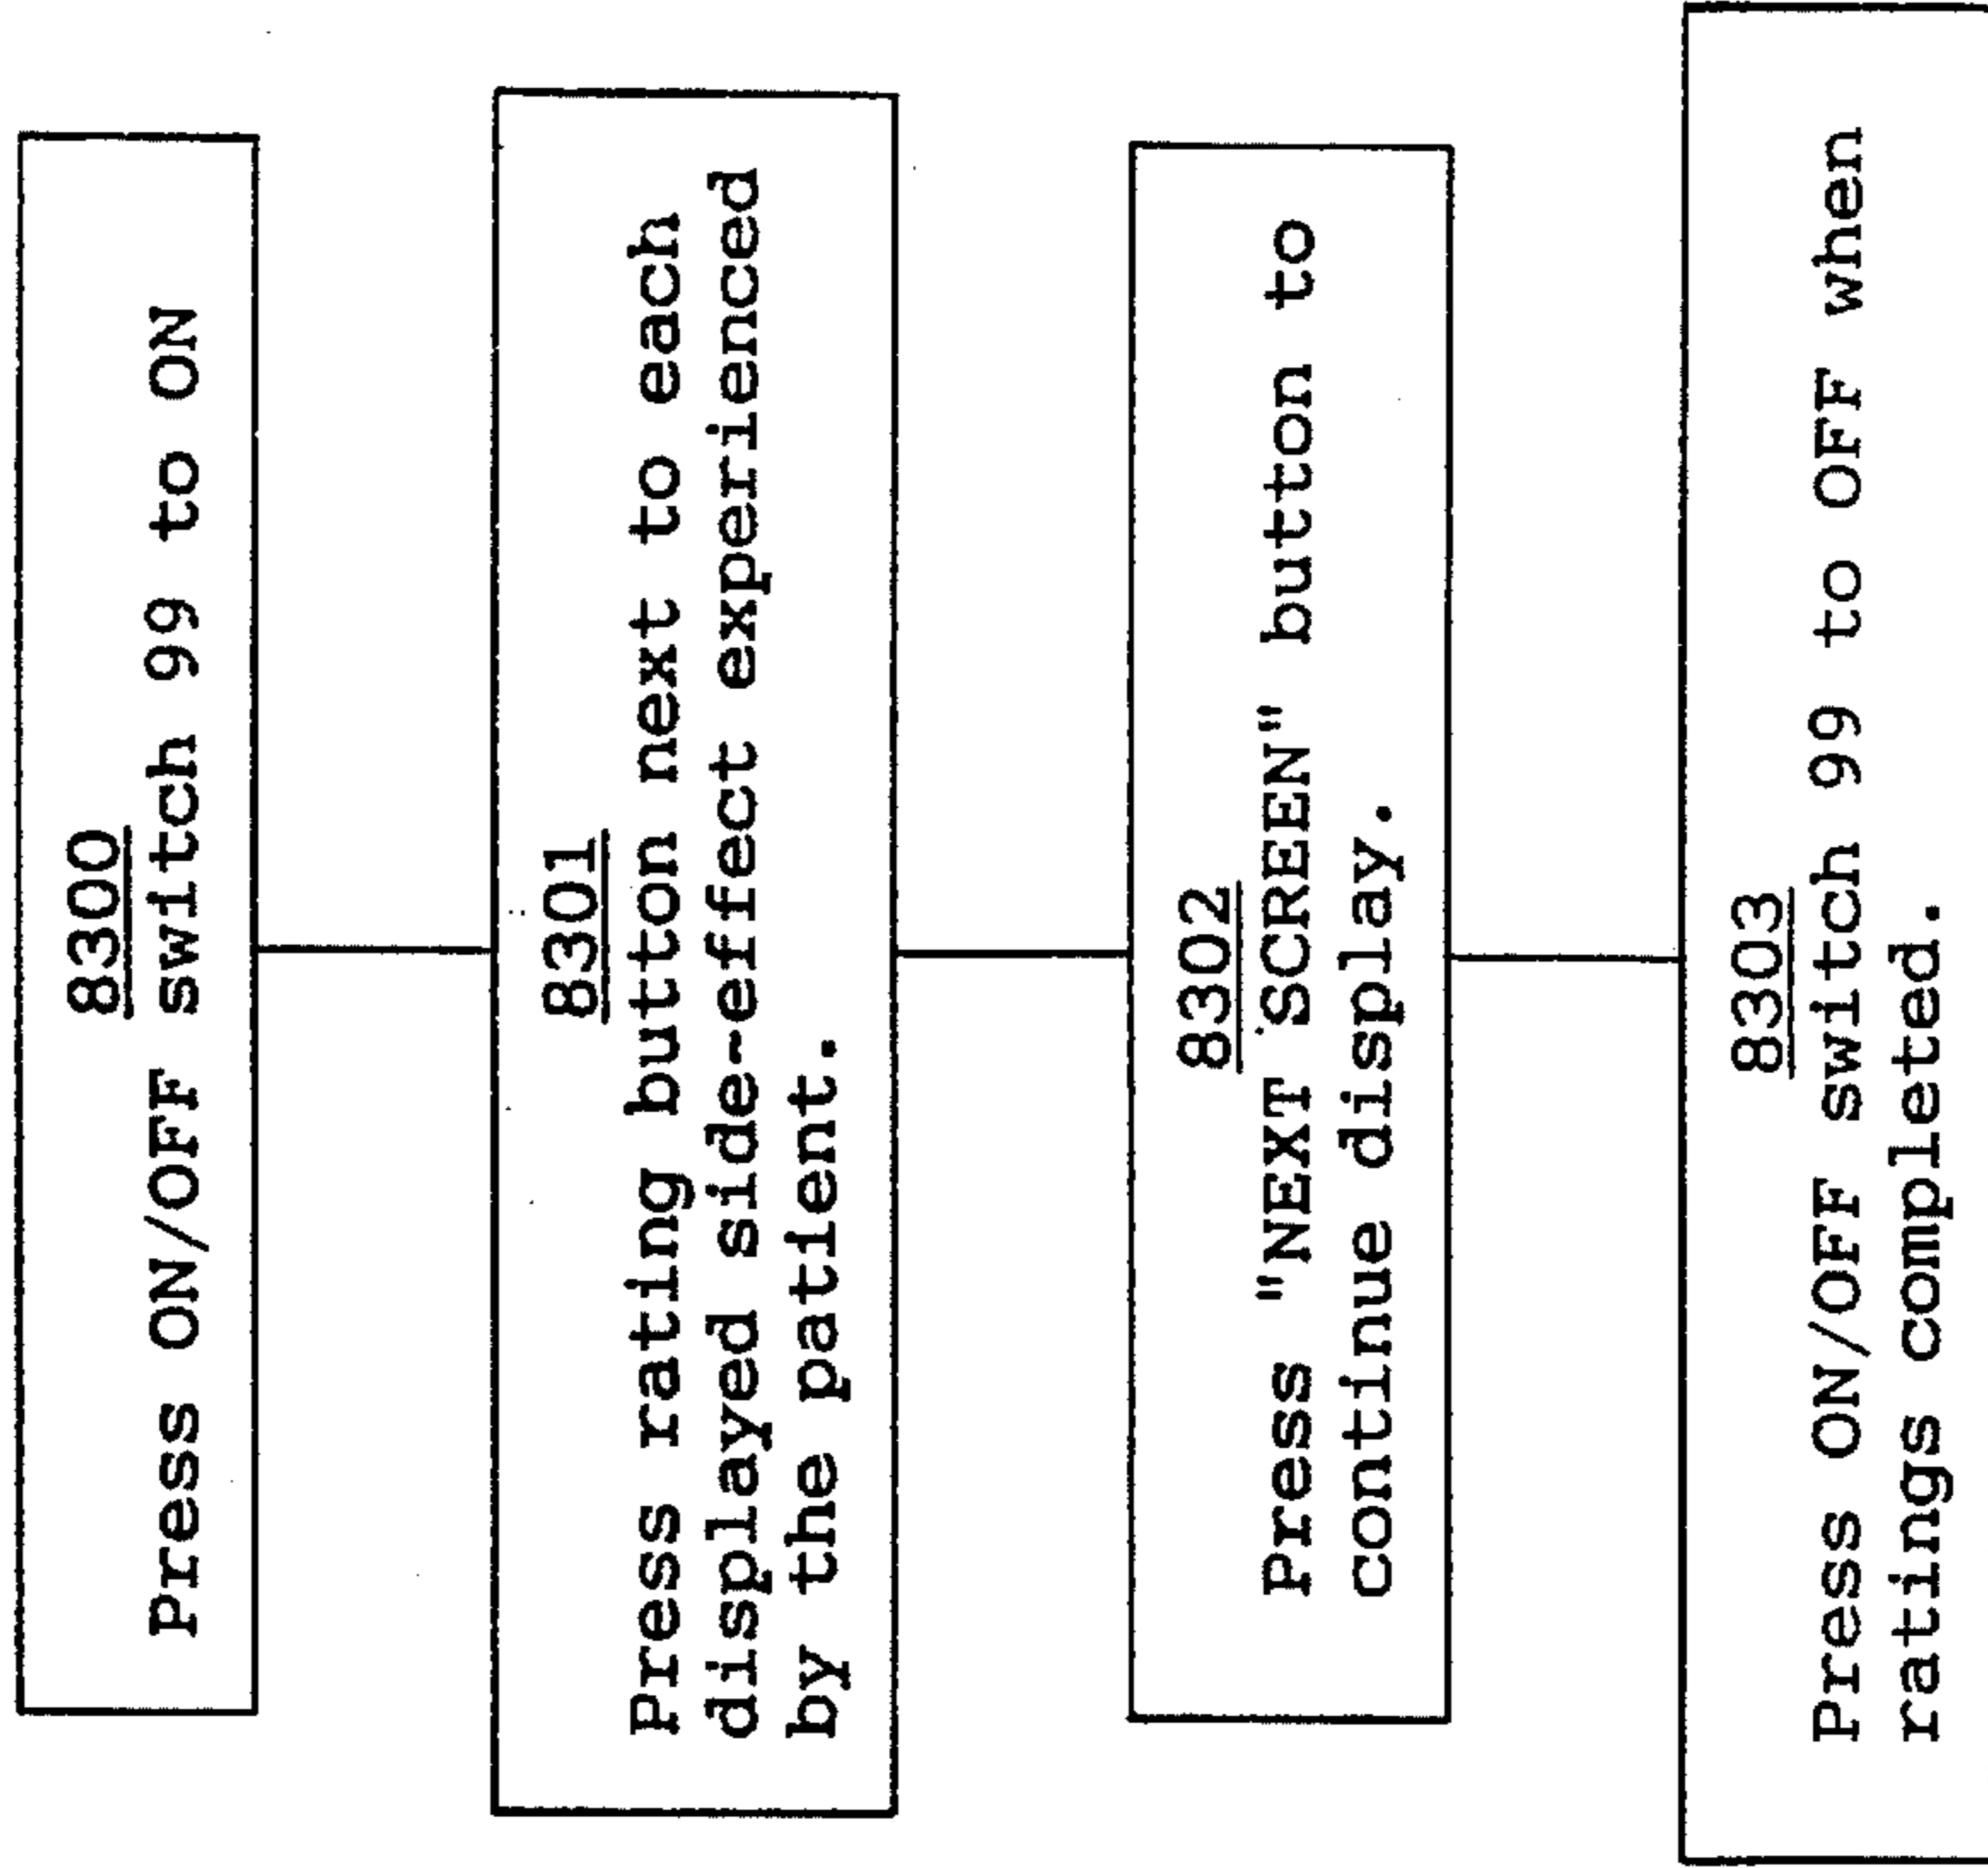 8300
Press ON/OFF switch 99 to ON
8301
Press rating button next to each
displayed side-effect experienced
by the patient.
8302
Press "NEXT SCREEN" button to
continue display.
8303
Press ON/OFF switch 99 to OFF when
ratings completed.